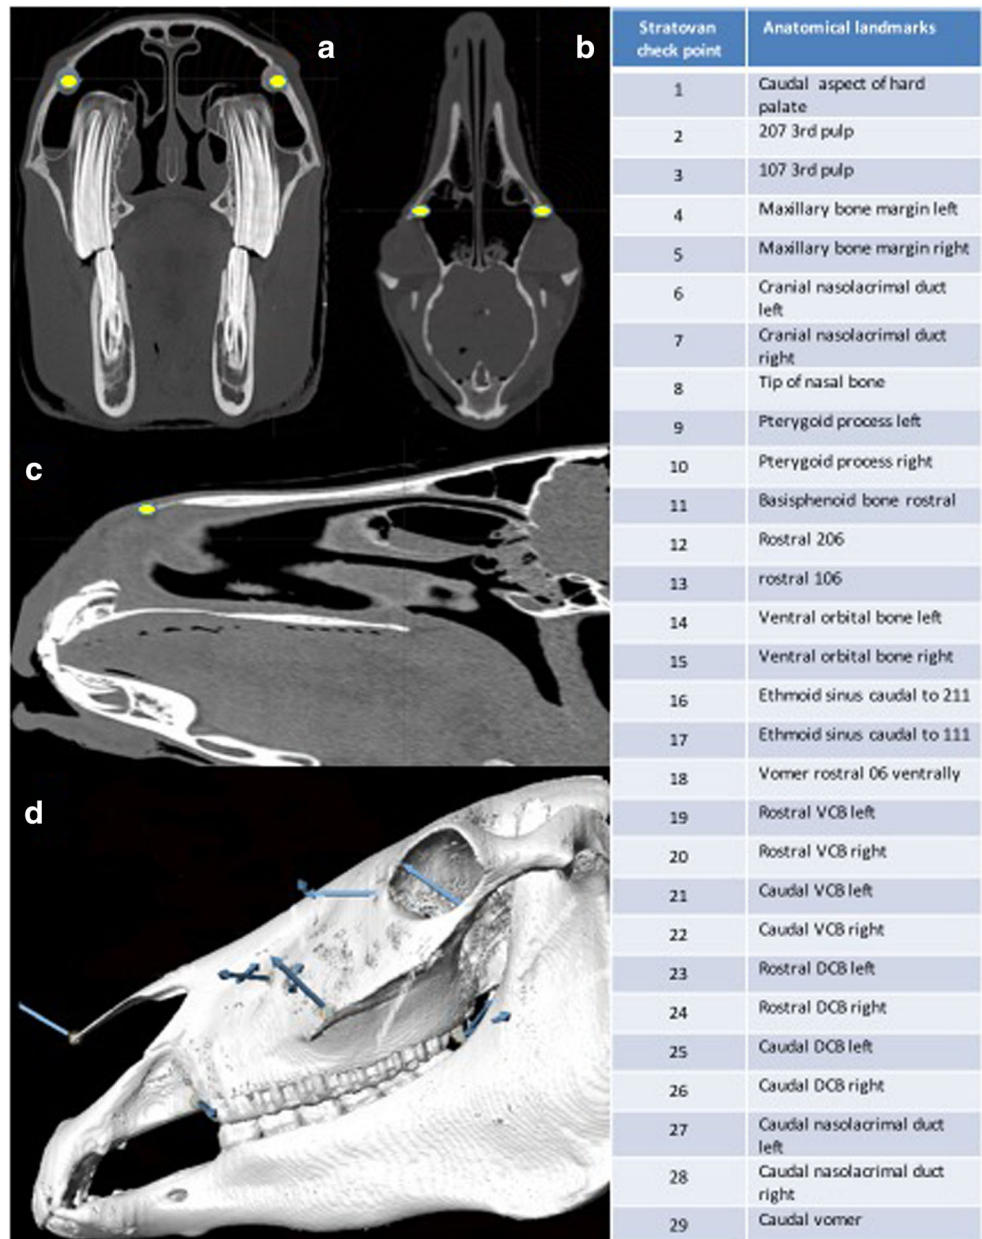 a
b
c
d
Stratovan check point Anatomical landmarks
1 Caudal aspect of hard palate
2 207 3rd pulp
3 107 3rd pulp
4 Maxillary bone margin left
5 Maxillary bone margin right
6 Cranial nasolacrimal duct left
7 Cranial nasolacrimal duct right
8 Tip of nasal bone
9 Pterygoid process left
10 Pterygoid process right
11 Basisphenoid bone rostral
12 Rostral 206
13 rostral 106
14 Ventral orbital bone left
15 Ventral orbital bone right
16 Ethmoid sinus caudal to 211
17 Ethmoid sinus caudal to 111
18 Vomer rostral 06 ventrally
19 Rostral VCB left
20 Rostral VCB right
21 Caudal VCB left
22 Caudal VCB right
23 Rostral DCB left
24 Rostral DCB right
25 Caudal DCB left
26 Caudal DCB right
27 Caudal nasolacrimal duct left
28 Caudal nasolacrimal duct right
29 Caudal vomer